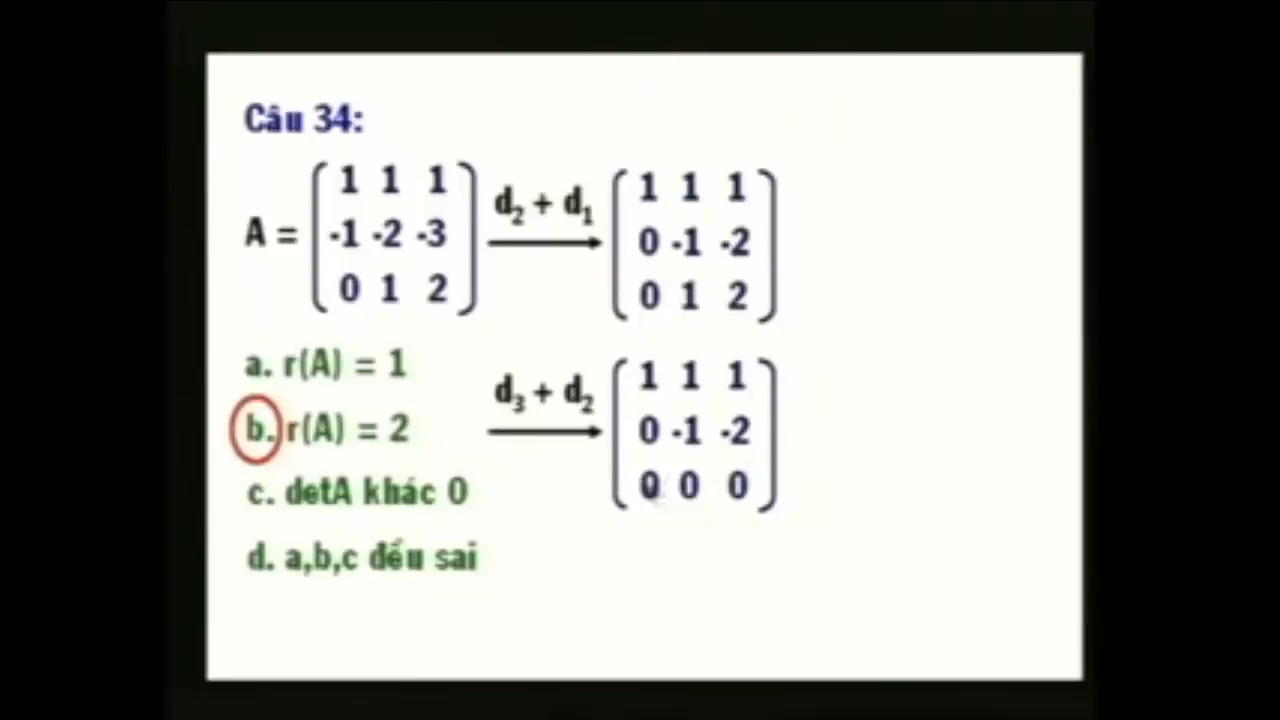 Câu 34:
A = ( 1 1 1 ) d₂ + d₁ ( 1 1 1 )
-1 -2 -3 0 -1 -2
0 1 2 0 1 2
a. r(A) = 1
b. r(A) = 2
c. detA khác 0
d. a,b,c đều sai
d₃ + d₂ ( 1 1 1 )
0 -1 -2
0 0 0